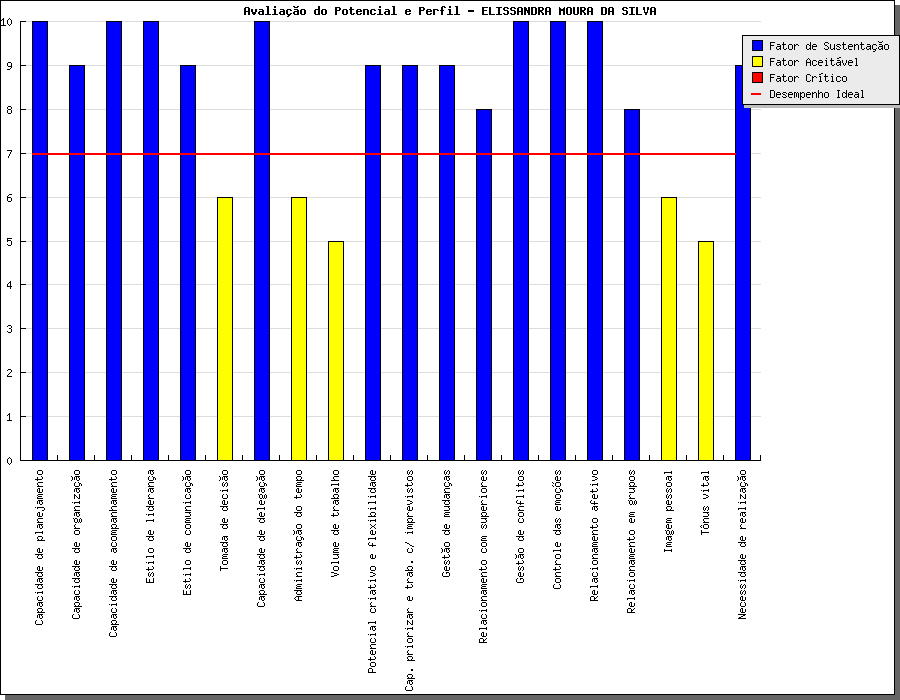 Avaliação do Potencial e Perfil - ELISSANDRA MOURA DA SILVA
10
9
8
7
6
5
4
3
2
1
0
Fator de Sustentação
Fator Aceitável
Fator Crítico
Desempenho Ideal
Capacidade de planejamento
Capacidade de organização
Capacidade de acompanhamento
Estilo de liderança
Estilo de comunicação
Tomada de decisão
Capacidade de delegação
Administração do tempo
Volume de trabalho
Potencial criativo e flexibilidade
Cap. priorizar e trab. c/ imprevistos
Gestão de mudanças
Relacionamento com superiores
Gestão de conflitos
Controle das emoções
Relacionamento afetivo
Relacionamento em grupos
Imagem pessoal
Tônus vital
Necessidade de realização